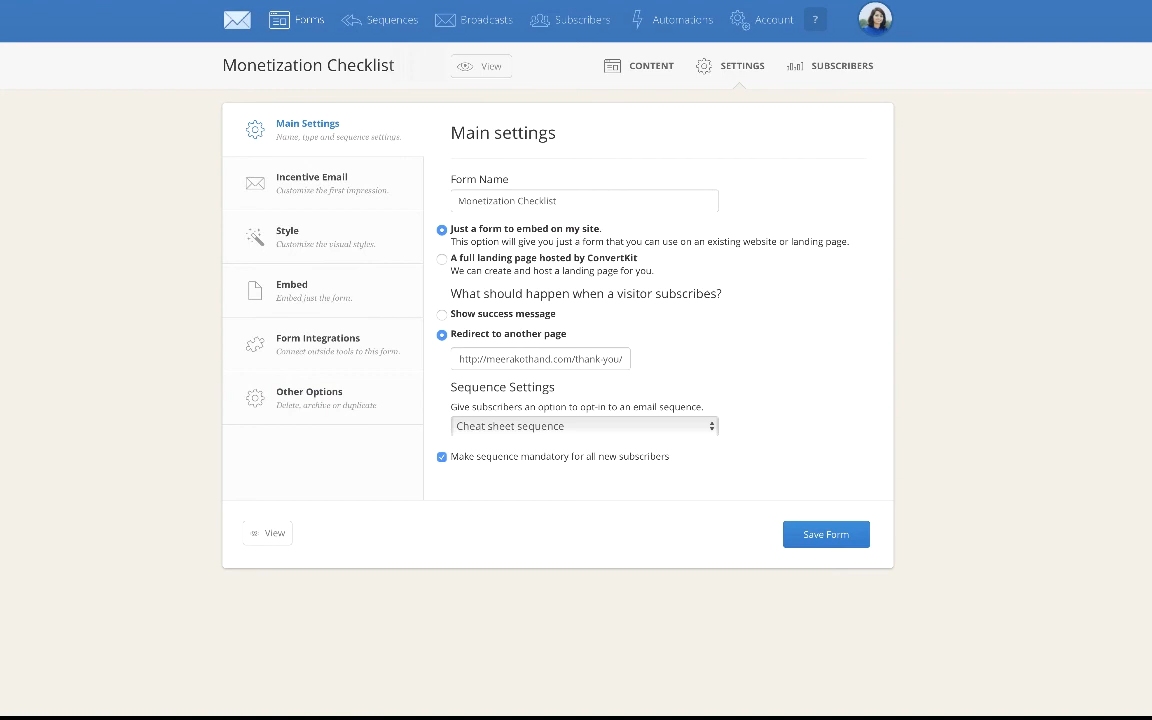 Forms Sequences Broadcasts Subscribers Automations Account ?
Monetization Checklist View CONTENT SETTINGS SUBSCRIBERS
Main Settings
Name, type and sequence settings.
Incentive Email
Customize the first impression.
Style
Customize the visual styles.
Embed
Embed just the form.
Form Integrations
Connect outside tools to this form.
Other Options
Delete, archive or duplicate
Main settings
Form Name
Monetization Checklist
Just a form to embed on my site.
This option will give you just a form that you can use on an existing website or landing page.
A full landing page hosted by ConvertKit
We can create and host a landing page for you.
What should happen when a visitor subscribes?
Show success message
Redirect to another page
http://meerakothand.com/thank-you/
Sequence Settings
Give subscribers an option to opt-in to an email sequence.
Cheat sheet sequence
Make sequence mandatory for all new subscribers
View
Save Form